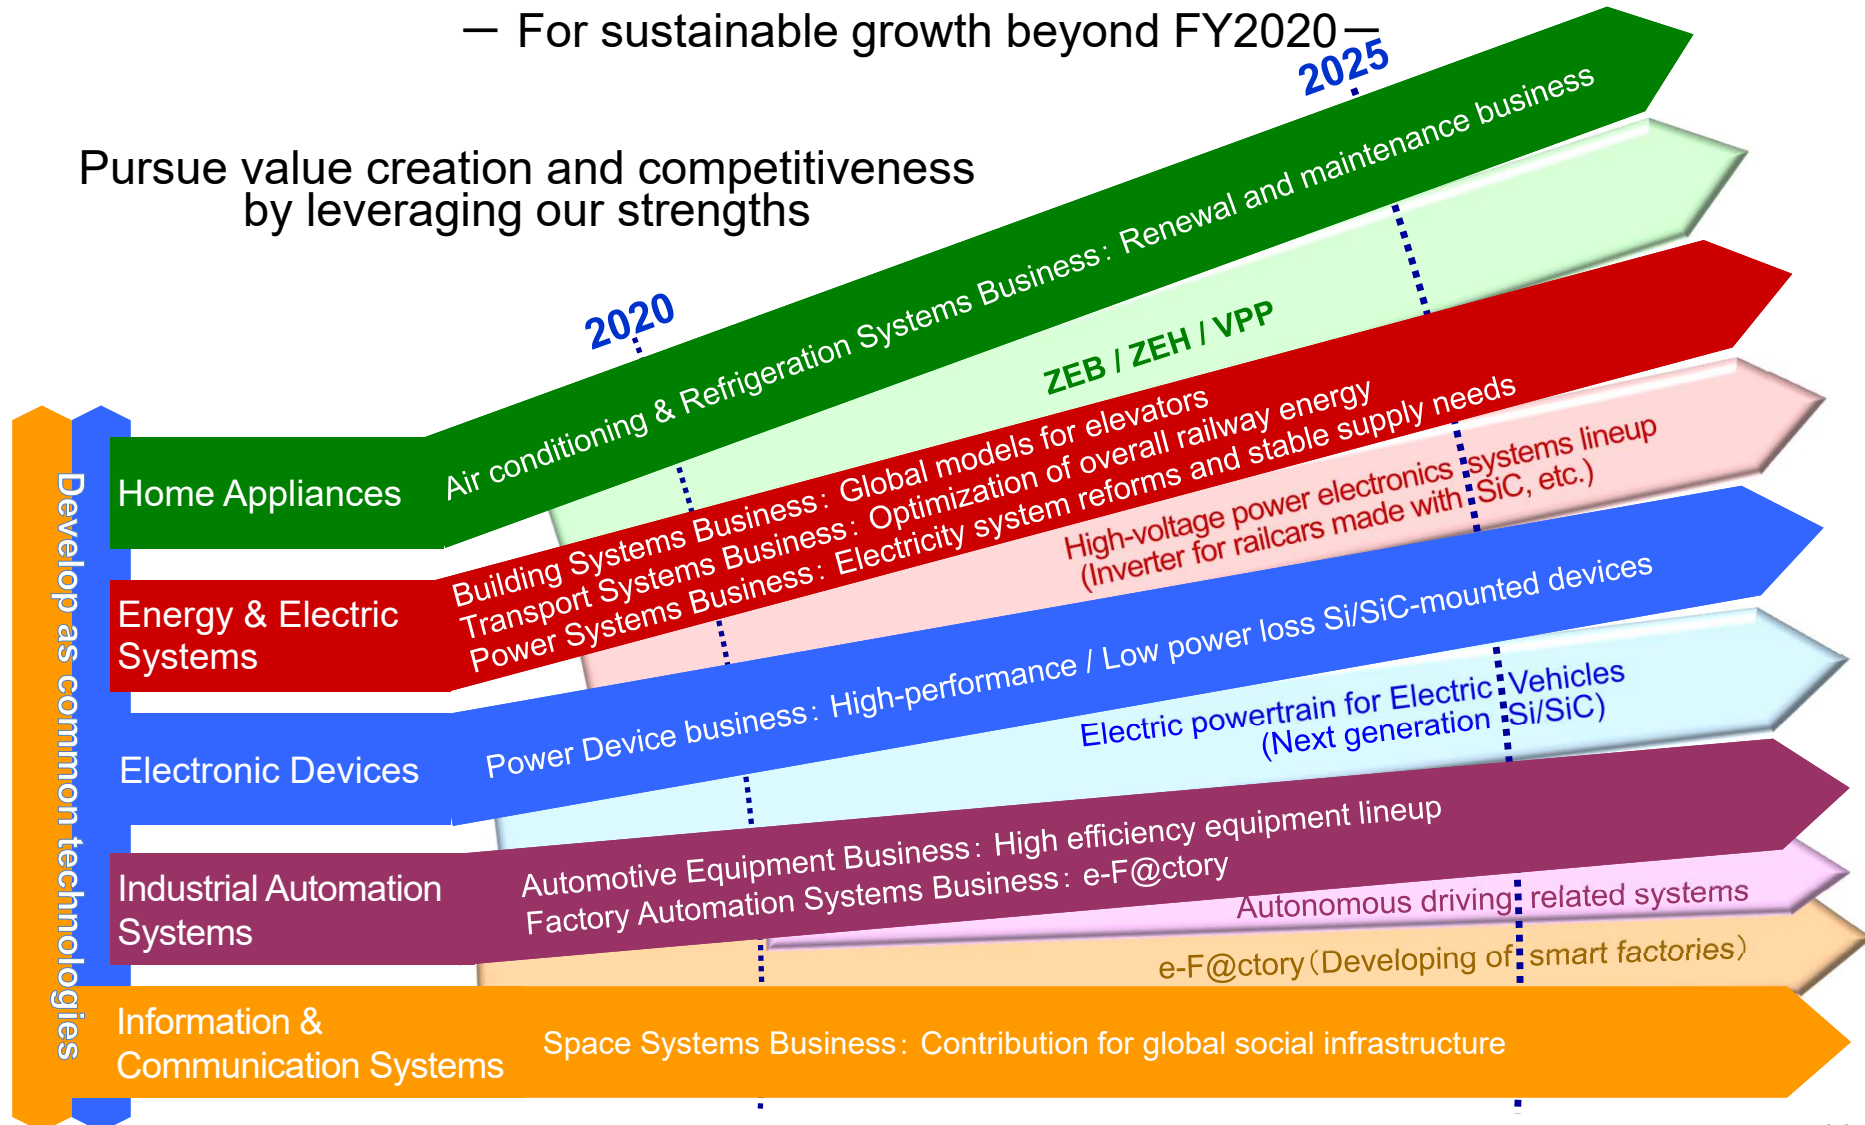 — For sustainable growth beyond FY2020—
2025
Pursue value creation and competitiveness
by leveraging our strengths
2020
Develop as common technologies
Home Appliances
Air conditioning & Refrigeration Systems Business: Renewal and maintenance business
ZEB / ZEH / VPP
Energy & Electric
Systems
Building Systems Business: Global models for elevators
Transport Systems Business: Optimization of overall railway energy
Power Systems Business: Electricity system reforms and stable supply needs
High-voltage power electronics systems lineup
(Inverter for railcars made with SiC, etc.)
Electronic Devices
Power Device business: High-performance / Low power loss Si/SiC-mounted devices
Electric powertrain for Electric Vehicles
(Next generation Si/SiC)
Industrial Automation
Systems
Automotive Equipment Business: High efficiency equipment lineup
Factory Automation Systems Business: e-F@ctory
Autonomous driving related systems
e-F@ctory(Developing of smart factories)
Information &
Communication Systems
Space Systems Business: Contribution for global social infrastructure